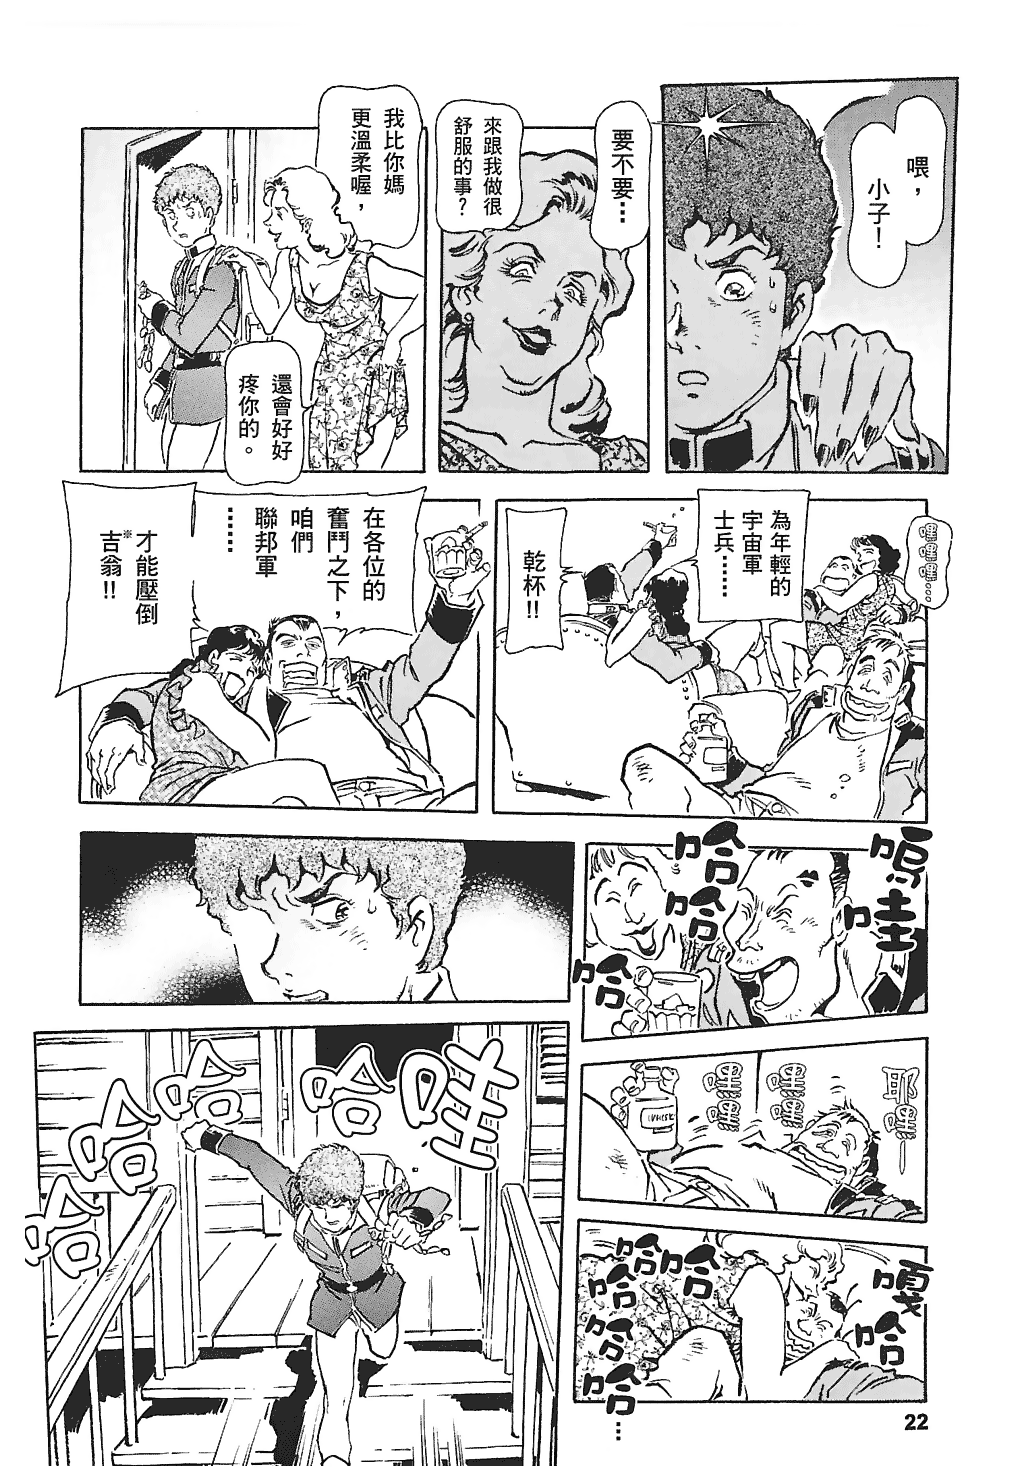 喂，
小子！
要不要…
來跟我做很
舒服的事？
我比你媽
更溫柔喔，
還會好好
疼你的。
嘿嘿嘿……
為年輕的
宇宙軍
士兵……
乾杯!!
在各位的
奮鬥之下，
咱們
聯邦軍
……
才能壓倒
※吉翁!!
嗚哇
哈哈哈
耶嘿—
嘿嘿
嘿嘿
嘎哈
哈哈哈哈哈哈…
哇哈哈哈哈
22